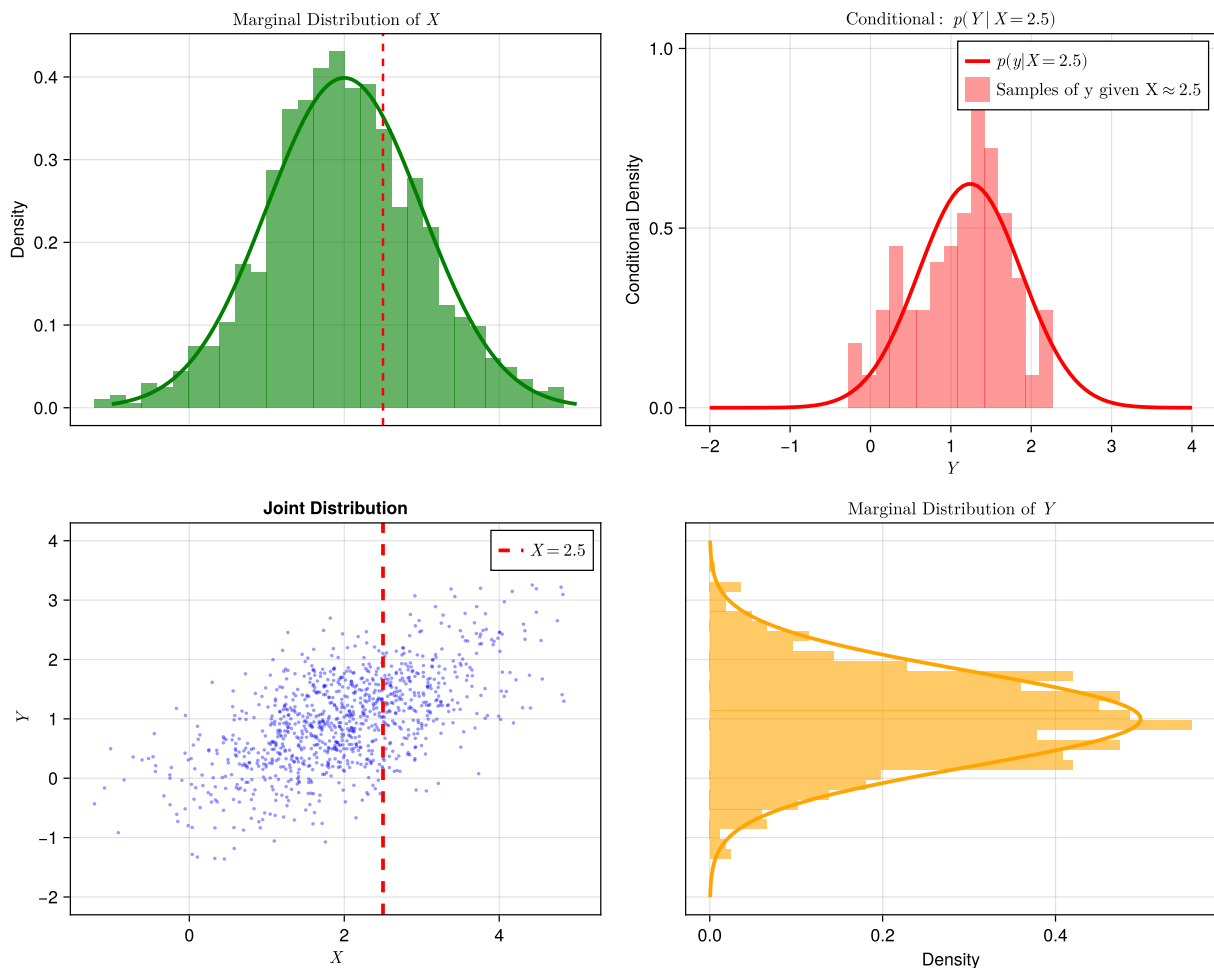 Marginal Distribution of X
Density
0.4
0.3
0.2
0.1
0.0
Conditional: p(Y| X = 2.5)
p(y|X = 2.5)
Samples of y given X ≈ 2.5
Conditional Density
1.0
0.5
0.0
−2 −1 0 1 2 3 4
Y
Joint Distribution
X = 2.5
Y
4
3
2
1
0
−1
−2
0 2 4
X
Marginal Distribution of Y
0.0 0.2 0.4
Density